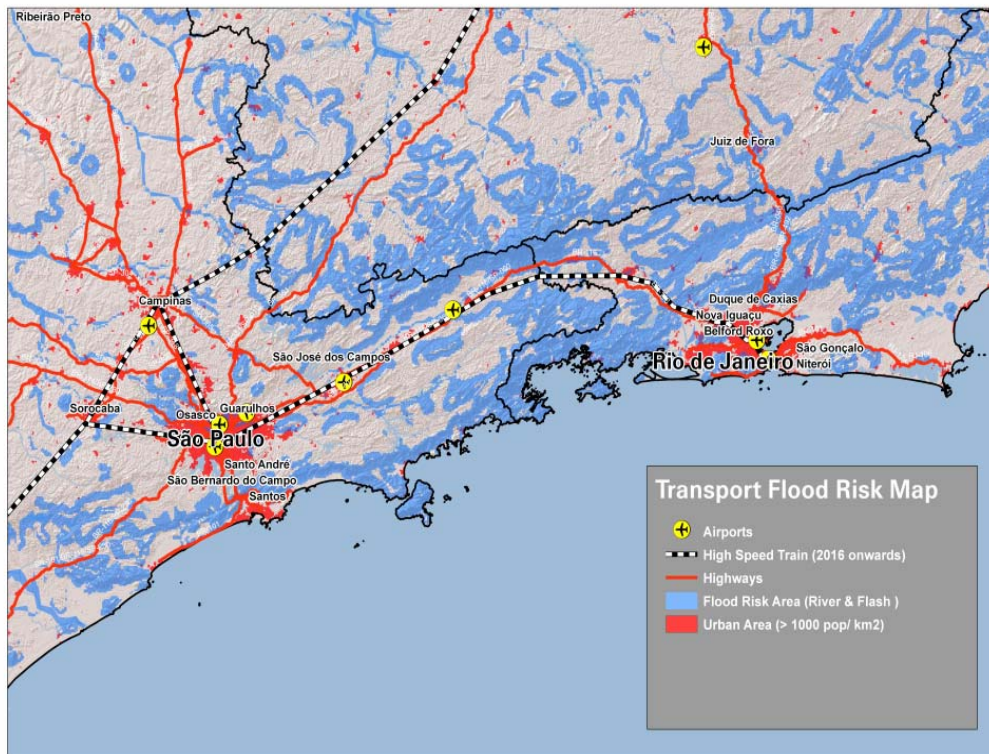 Ribeirão Preto
Juiz de Fora
Campinas
Duque de Caxias
Nova Iguaçu
Belford Roxo
São José dos Campos
Rio de Janeiro
São Gonçalo
Niterói
Sorocaba
Osasco
Guarulhos
São Paulo
Santo André
São Bernardo do Campo
Santos
Transport Flood Risk Map
Airports
High Speed Train (2016 onwards)
Highways
Flood Risk Area (River & Flash )
Urban Area (> 1000 pop/ km2)